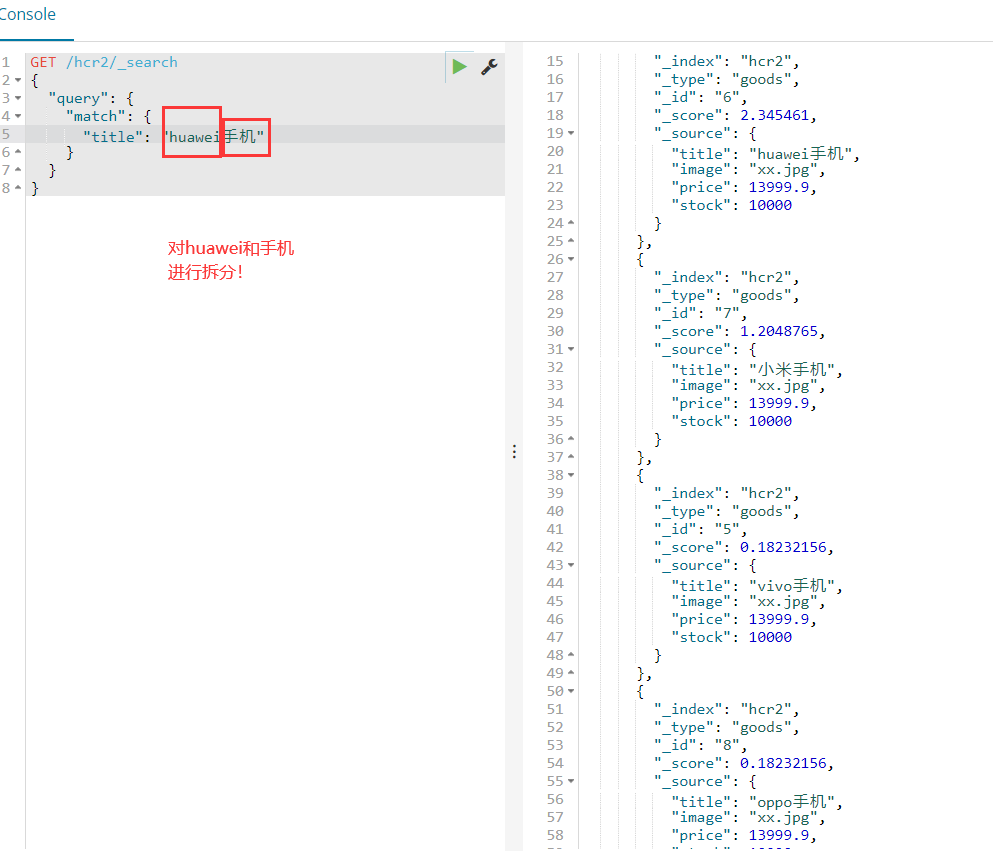 Console
1 GET /hcr2/_search
2 {
3 "query": {
4 "match": {
5 "title": "huawei手机"
6 }
7 }
8 }
对huawei和手机
进行拆分！
15 "_index": "hcr2",
16 "_type": "goods",
17 "_id": "6",
18 "_score": 2.345461,
19 "_source": {
20 "title": "huawei手机",
21 "image": "xx.jpg",
22 "price": 13999.9,
23 "stock": 10000
24 }
25 },
26 {
27 "_index": "hcr2",
28 "_type": "goods",
29 "_id": "7",
30 "_score": 1.2048765,
31 "_source": {
32 "title": "小米手机",
33 "image": "xx.jpg",
34 "price": 13999.9,
35 "stock": 10000
36 }
37 },
38 {
39 "_index": "hcr2",
40 "_type": "goods",
41 "_id": "5",
42 "_score": 0.18232156,
43 "_source": {
44 "title": "vivo手机",
45 "image": "xx.jpg",
46 "price": 13999.9,
47 "stock": 10000
48 }
49 },
50 {
51 "_index": "hcr2",
52 "_type": "goods",
53 "_id": "8",
54 "_score": 0.18232156,
55 "_source": {
56 "title": "oppo手机",
57 "image": "xx.jpg",
58 "price": 13999.9,